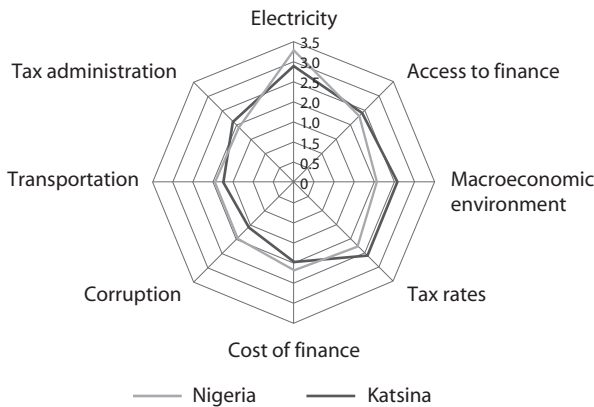 Electricity
3.5
3.0
2.5
2.0
1.0
1.5
0.5
0
Tax administration
Access to finance
Transportation
Macroeconomic
environment
Corruption
Tax rates
Cost of finance
Nigeria
Katsina